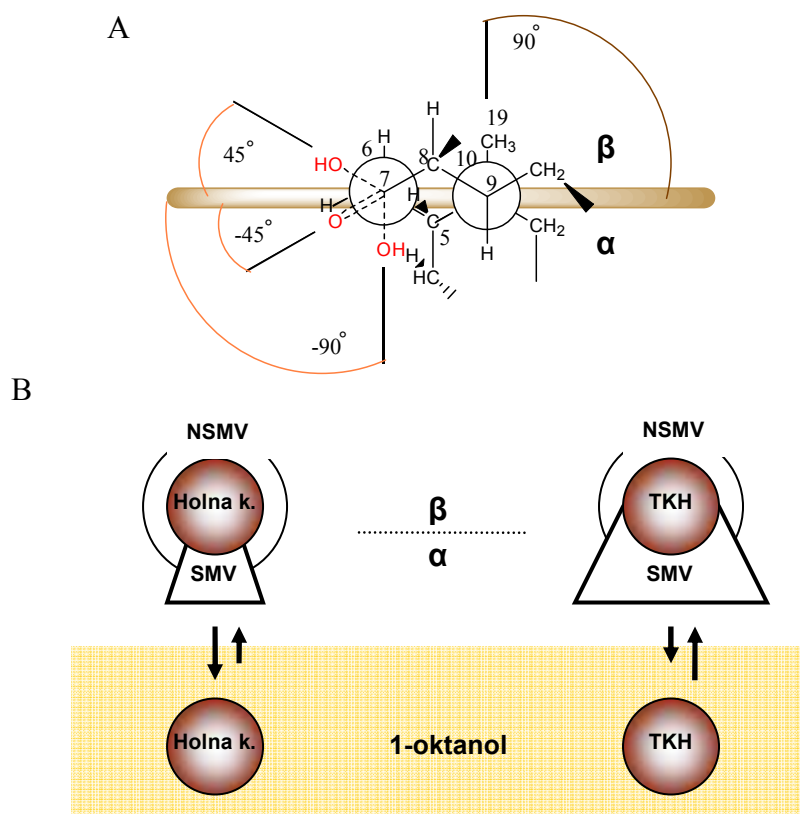 A
90°
H
19
CH3
45°
6
H
8
10
β
HO
C
CH2
7
9
H
H
O
C
α
-45°
5
CH2
OH
H
H
HC
-90°
B
NSMV
NSMV
Holna k.
β
TKH
α
SMV
SMV
Holna k.
1-oktanol
TKH